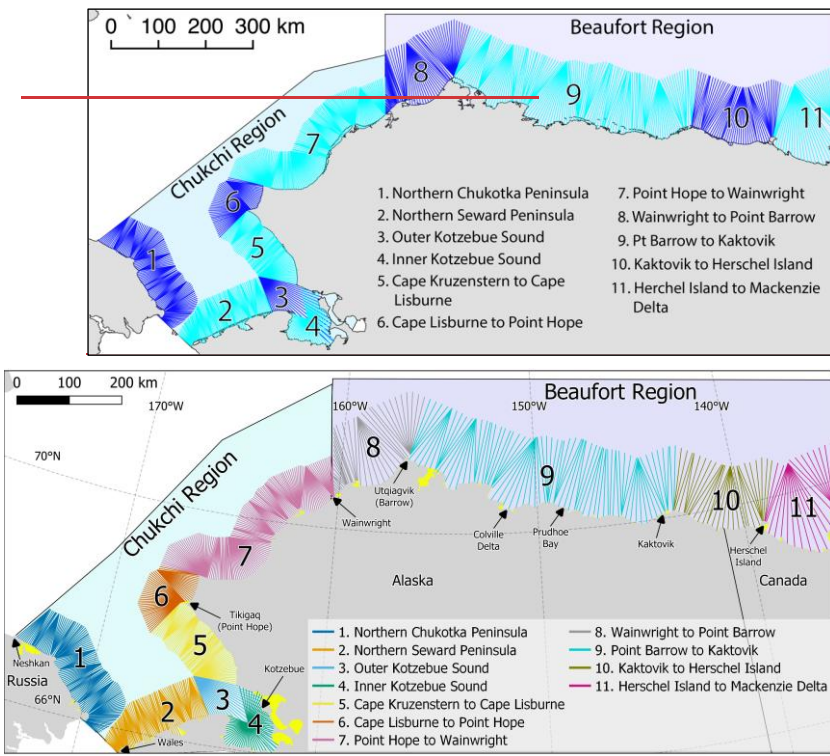 0 100 200 300 km
Beaufort Region
Chukchi Region
8
9
10
11
7
6
5
1
2
3
4
1. Northern Chukotka Peninsula
2. Northern Seward Peninsula
3. Outer Kotzebue Sound
4. Inner Kotzebue Sound
5. Cape Kruzenstern to Cape
Lisburne
6. Cape Lisburne to Point Hope
7. Point Hope to Wainwright
8. Wainwright to Point Barrow
9. Pt Barrow to Kaktovik
10. Kaktovik to Herschel Island
11. Herchel Island to Mackenzie
Delta
0 100 200 km
Beaufort Region
170°W
160°W
150°W
140°W
70°N
Chukchi Region
8
9
10
11
Utqiagvik
(Barrow)
Wainwright
Colville
Delta
Prudhoe
Bay
Kaktovik
Herschel
Island
7
Alaska
Canada
6
Tikigaq
(Point Hope)
5
1
Neshkan
Russia
66°N
Kotzebue
2
3
4
Wales
1. Northern Chukotka Peninsula
2. Northern Seward Peninsula
3. Outer Kotzebue Sound
4. Inner Kotzebue Sound
5. Cape Kruzenstern to Cape Lisburne
6. Cape Lisburne to Point Hope
7. Point Hope to Wainwright
8. Wainwright to Point Barrow
9. Point Barrow to Kaktovik
10. Kaktovik to Herschel Island
11. Herschel Island to Mackenzie Delta